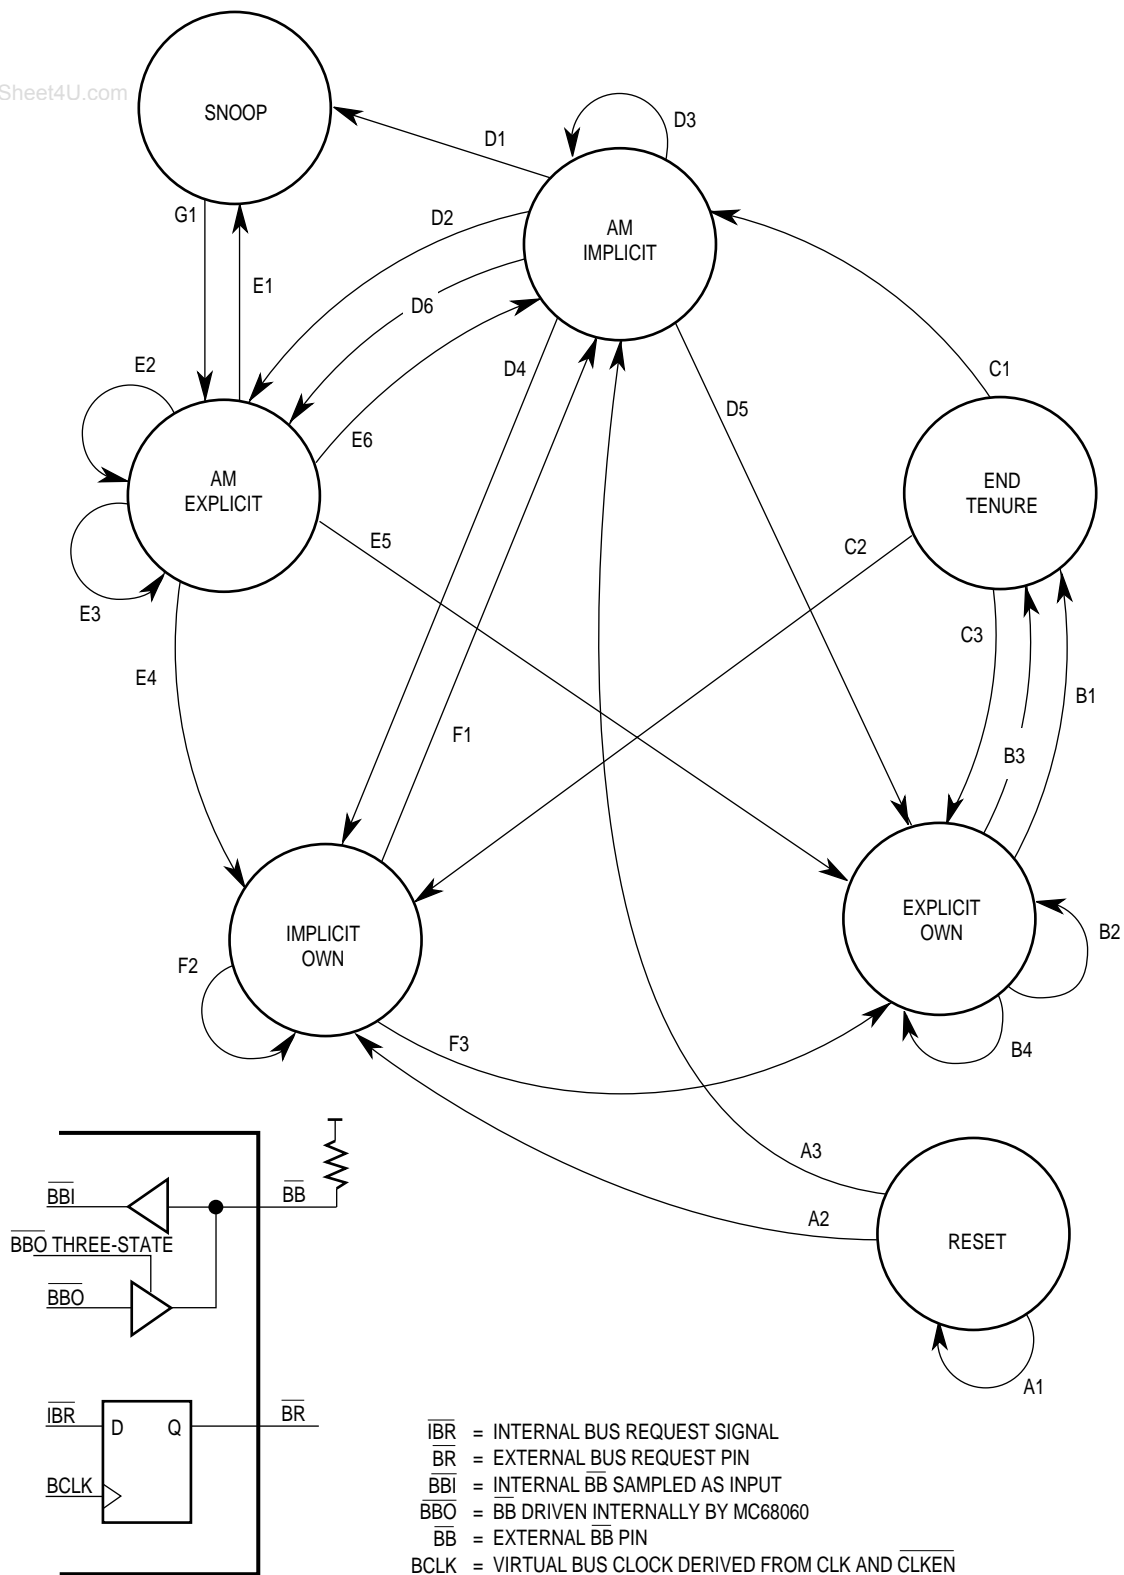 Sheet4U.com
SNOOP
D1
D3
G1
D2
AM
IMPLICIT
E1
D6
E2
D4
C1
D5
E6
AM
EXPLICIT
END
TENURE
E5
C2
E3
C3
E4
B1
F1
B3
EXPLICIT
OWN
IMPLICIT
OWN
B2
F2
F3
B4
A3
BBI
BB
A2
BBO THREE-STATE
RESET
BBO
A1
IBR
D
Q
BR
BCLK
IBR = INTERNAL BUS REQUEST SIGNAL
BR = EXTERNAL BUS REQUEST PIN
BBI = INTERNAL BB SAMPLED AS INPUT
BBO = BB DRIVEN INTERNALLY BY MC68060
BB = EXTERNAL BB PIN
BCLK = VIRTUAL BUS CLOCK DERIVED FROM CLK AND CLKEN